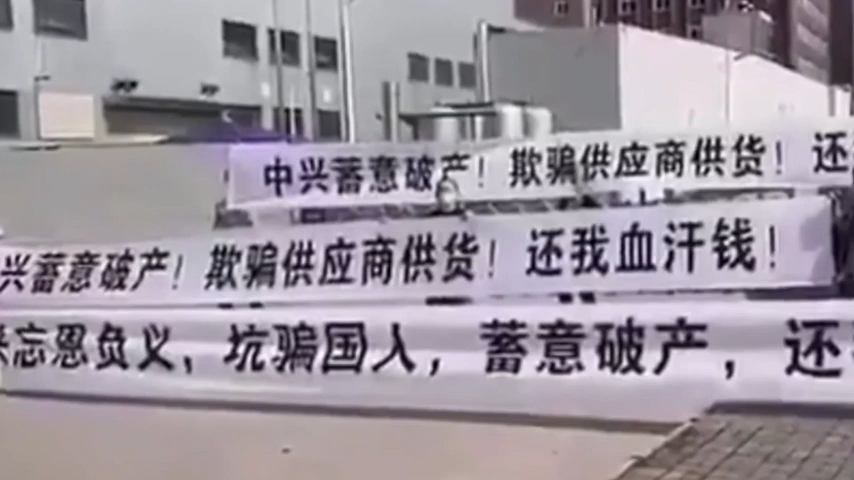 中兴蓄意破产！欺骗供应商供货！还
兴蓄意破产！欺骗供应商供货！还我血汗钱！
忘恩负义，坑骗国人，蓄意破产，还